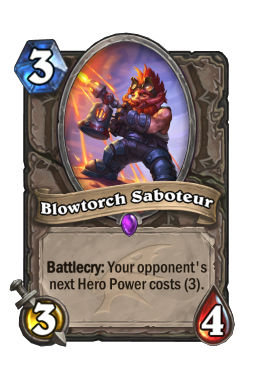 3
Blowtorch Saboteur
Battlecry: Your opponent's
next Hero Power costs (3).
3
4